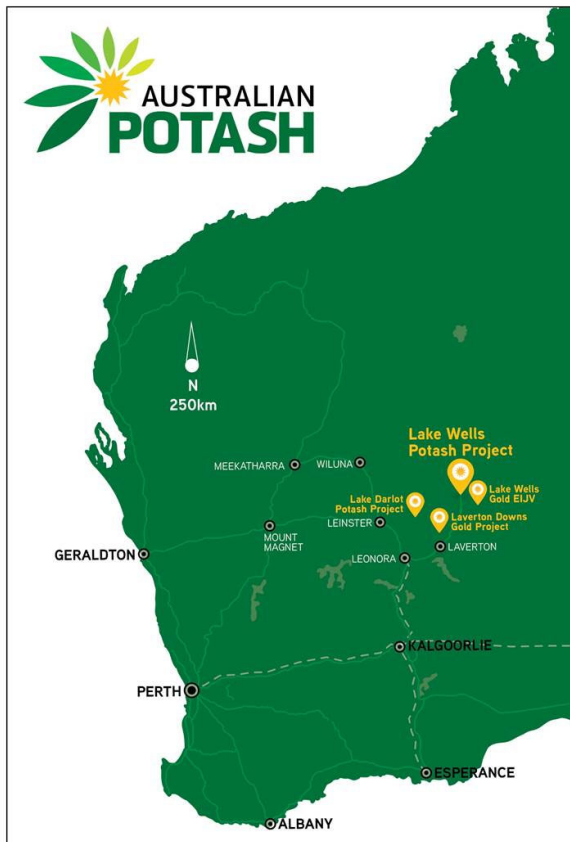 AUSTRALIAN
POTASH
N
250km
Lake Wells
Potash Project
MEEKATHARRA
WILUNA
Lake Wells
Gold EIJV
Lake Darlot
Potash Project
Laverton Downs
Gold Project
MOUNT
MAGNET
LEINSTER
GERALDTON
LEONORA
LAVERTON
KALGOORLIE
PERTH
ESPERANCE
ALBANY